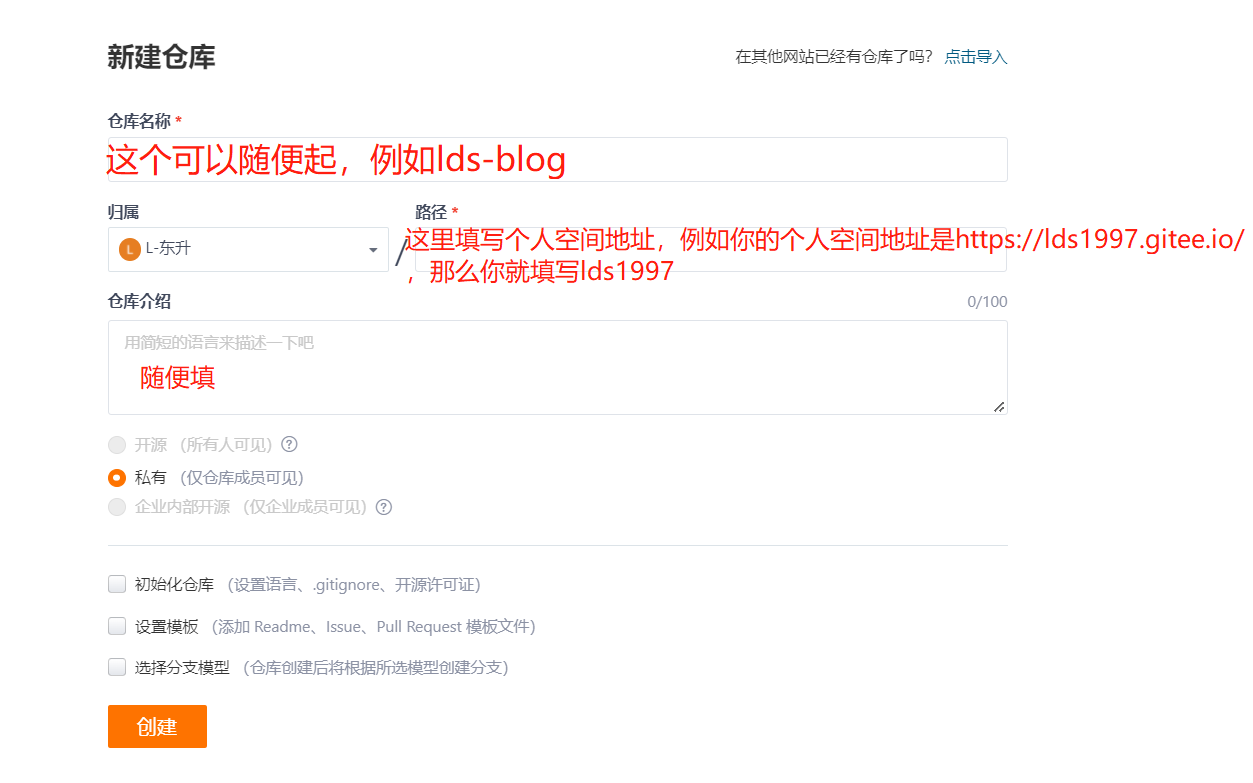 新建仓库
在其他网站已经有仓库了吗? 点击导入
仓库名称 *
这个可以随便起，例如lds-blog
归属
路径 *
L L-东升
/
这里填写个人空间地址，例如你的个人空间地址是https://lds1997.gitee.io/
，那么你就填写lds1997
仓库介绍
0/100
用简短的语言来描述一下吧
随便填
开源 （所有人可见） ?
私有 （仅仓库成员可见）
企业内部开源 （仅企业成员可见） ?
初始化仓库 （设置语言、.gitignore、开源许可证）
设置模板 （添加 Readme、Issue、Pull Request 模板文件）
选择分支模型 （仓库创建后将根据所选模型创建分支）
创建